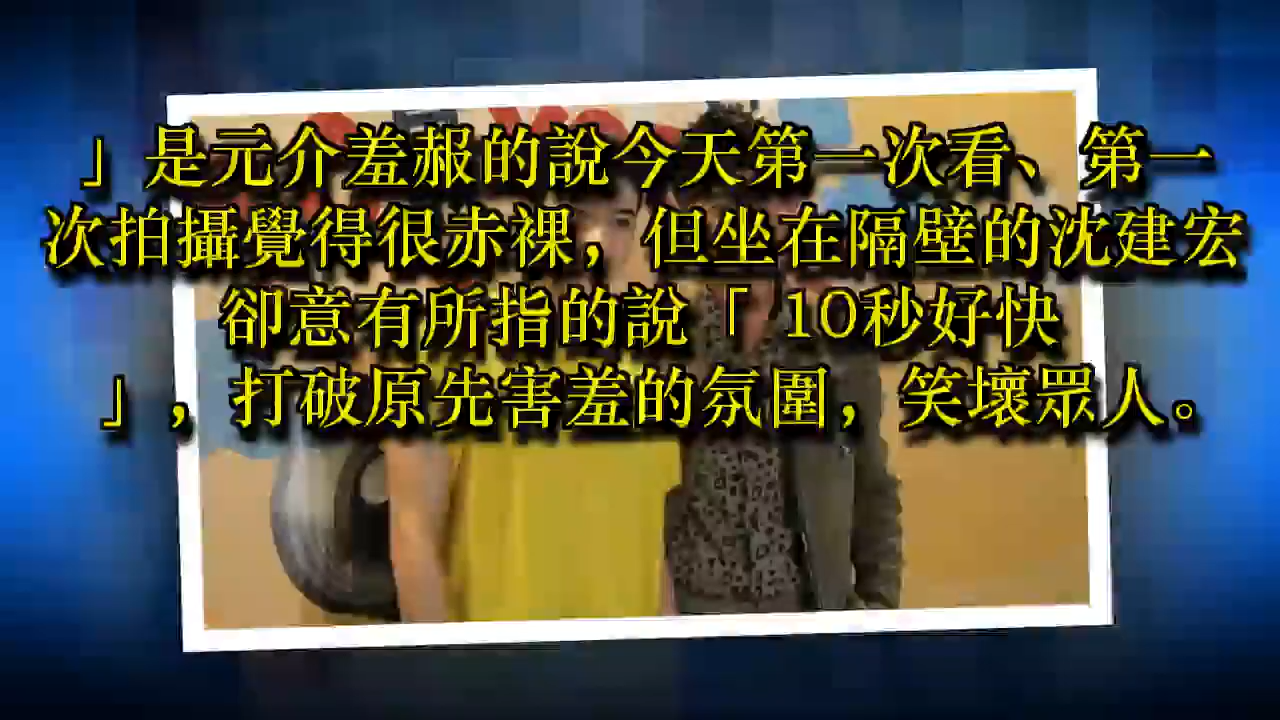 」是元介羞赧的說今天第一次看、第一
次拍攝覺得很赤裸，但坐在隔壁的沈建宏
卻意有所指的說「 10秒好快
」，打破原先害羞的氛圍，笑壞眾人。